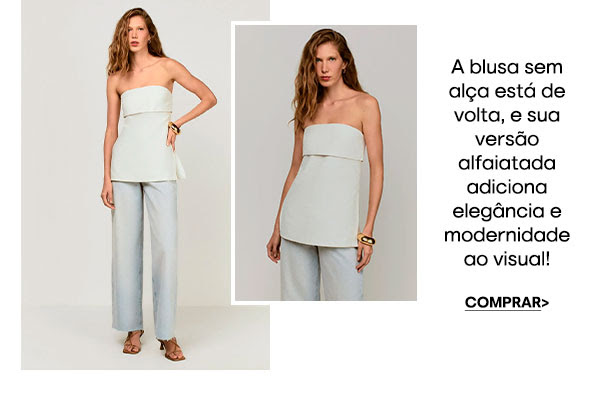 A blusa sem
alça está de
volta, e sua
versão
alfaiatada
adiciona
elegância e
modernidade
ao visual!
COMPRAR>